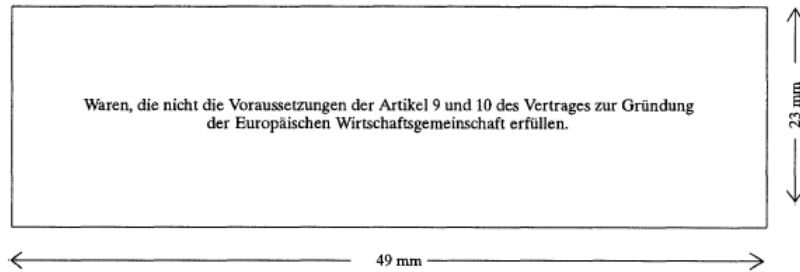 Waren, die nicht die Voraussetzungen der Artikel 9 und 10 des Vertrages zur Gründung
der Europäischen Wirtschaftsgemeinschaft erfüllen.
23 mm
49 mm